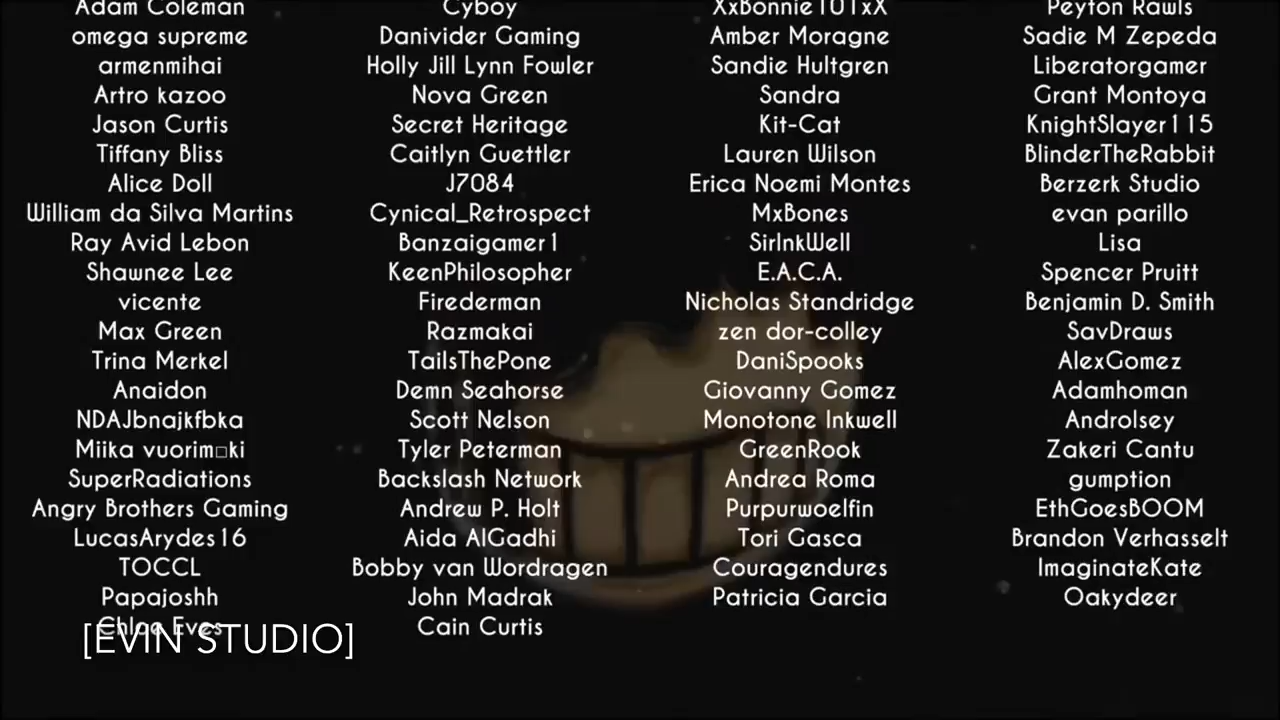 Adam Coleman
omega supreme
armenmihai
Artro kazoo
Jason Curtis
Tiffany Bliss
Alice Doll
William da Silva Martins
Ray Avid Lebon
Shawnee Lee
vicente
Max Green
Trina Merkel
Anaidon
NDAJbnajkfbka
Miika vuorim□ki
SuperRadiations
Angry Brothers Gaming
LucasArydes16
TOCCL
Papajoshh
Chloe Eves
Cyboy
Danivider Gaming
Holly Jill Lynn Fowler
Nova Green
Secret Heritage
Caitlyn Guettler
J7084
Cynical_Retrospect
Banzaigamer1
KeenPhilosopher
Firederman
Razmakai
TailsThePone
Demn Seahorse
Scott Nelson
Tyler Peterman
Backslash Network
Andrew P. Holt
Aida AlGadhi
Bobby van Wordragen
John Madrak
Cain Curtis
XxBonnie101xX
Amber Moragne
Sandie Hultgren
Sandra
Kit-Cat
Lauren Wilson
Erica Noemi Montes
MxBones
SirInkWell
E.A.C.A.
Nicholas Standridge
zen dor-colley
DaniSpooks
Giovanny Gomez
Monotone Inkwell
GreenRook
Andrea Roma
Purpurwoelfin
Tori Gasca
Couragendures
Patricia Garcia
Peyton Rawls
Sadie M Zepeda
Liberatorgamer
Grant Montoya
KnightSlayer115
BlinderTheRabbit
Berzerk Studio
evan parillo
Lisa
Spencer Pruitt
Benjamin D. Smith
SavDraws
AlexGomez
Adamhoman
Androlsey
Zakeri Cantu
gumption
EthGoesBOOM
Brandon Verhasselt
ImaginateKate
Oakydeer
[EVIN STUDIO]